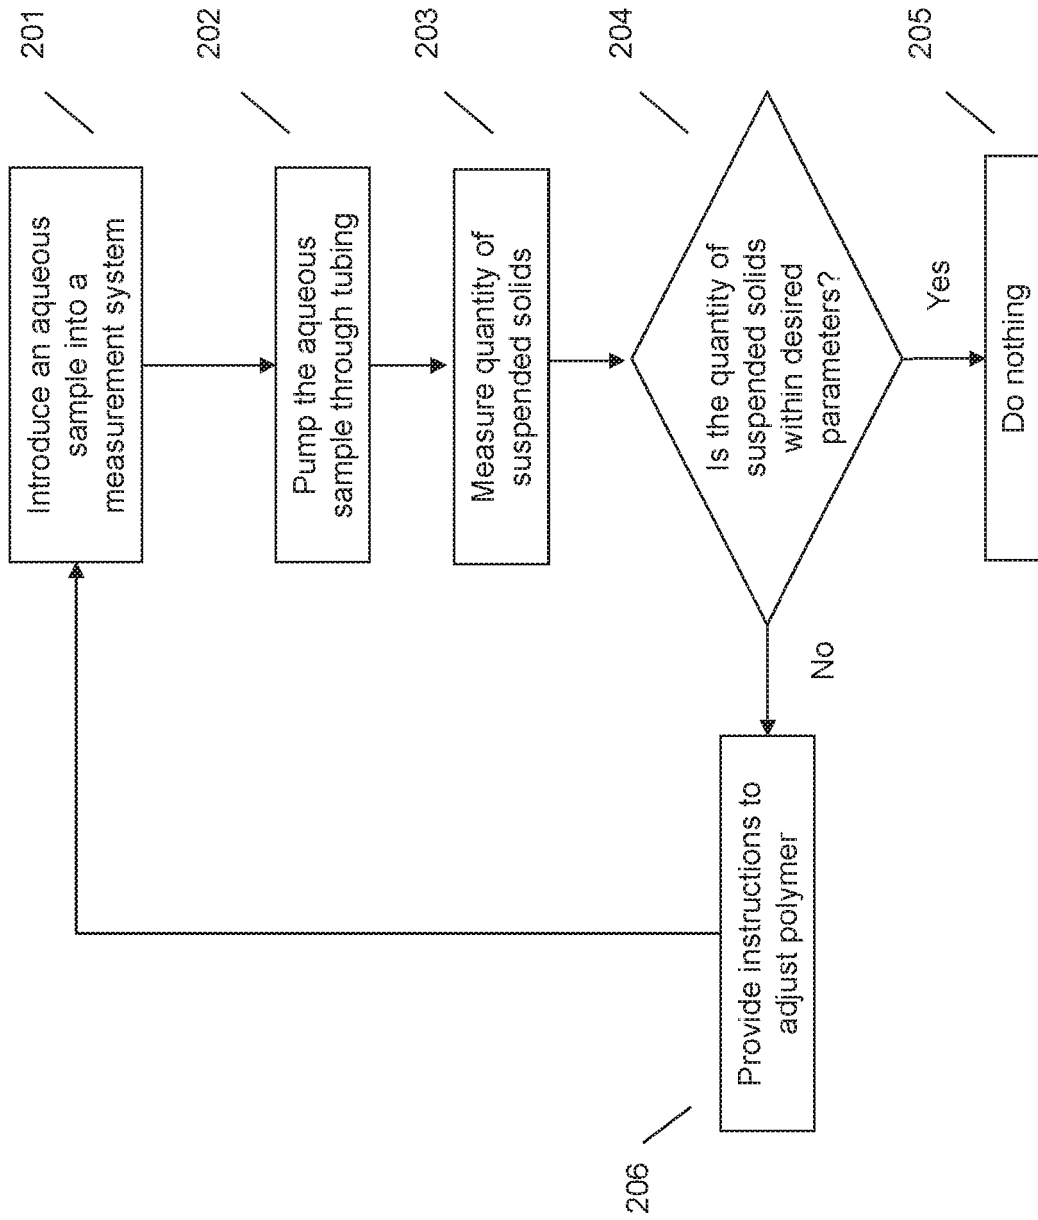 Introduce an aqueous
sample into a
measurement system
201
Pump the aqueous
sample through tubing
202
Measure quantity of
suspended solids
203
Is the quantity of
suspended solids
within desired
parameters?
204
Yes
Do nothing
205
No
Provide instructions to
adjust polymer
206